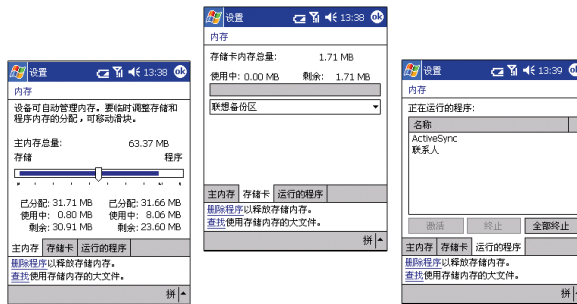 设置 13:38 ok
内存
设备可自动管理内存。要临时调整存储和
程序内存的分配，可移动滑块。
主内存总量: 63.37 MB
存储 程序
已分配: 31.71 MB 已分配: 31.66 MB
使用中: 0.80 MB 使用中: 8.06 MB
剩余: 30.91 MB 剩余: 23.60 MB
主内存 存储卡 运行的程序
删除程序以释放存储内存。
查找使用存储内存的大文件。
拼
设置 13:38 ok
内存
存储卡内存总量: 1.71 MB
使用中: 0.00 MB 剩余: 1.71 MB
联想备份区
主内存 存储卡 运行的程序
删除程序以释放存储内存。
查找使用存储内存的大文件。
拼
设置 13:39 ok
内存
正在运行的程序:
名称
ActiveSync
联系人
激活 终止 全部终止
主内存 存储卡 运行的程序
删除程序以释放存储内存。
查找使用存储内存的大文件。
拼